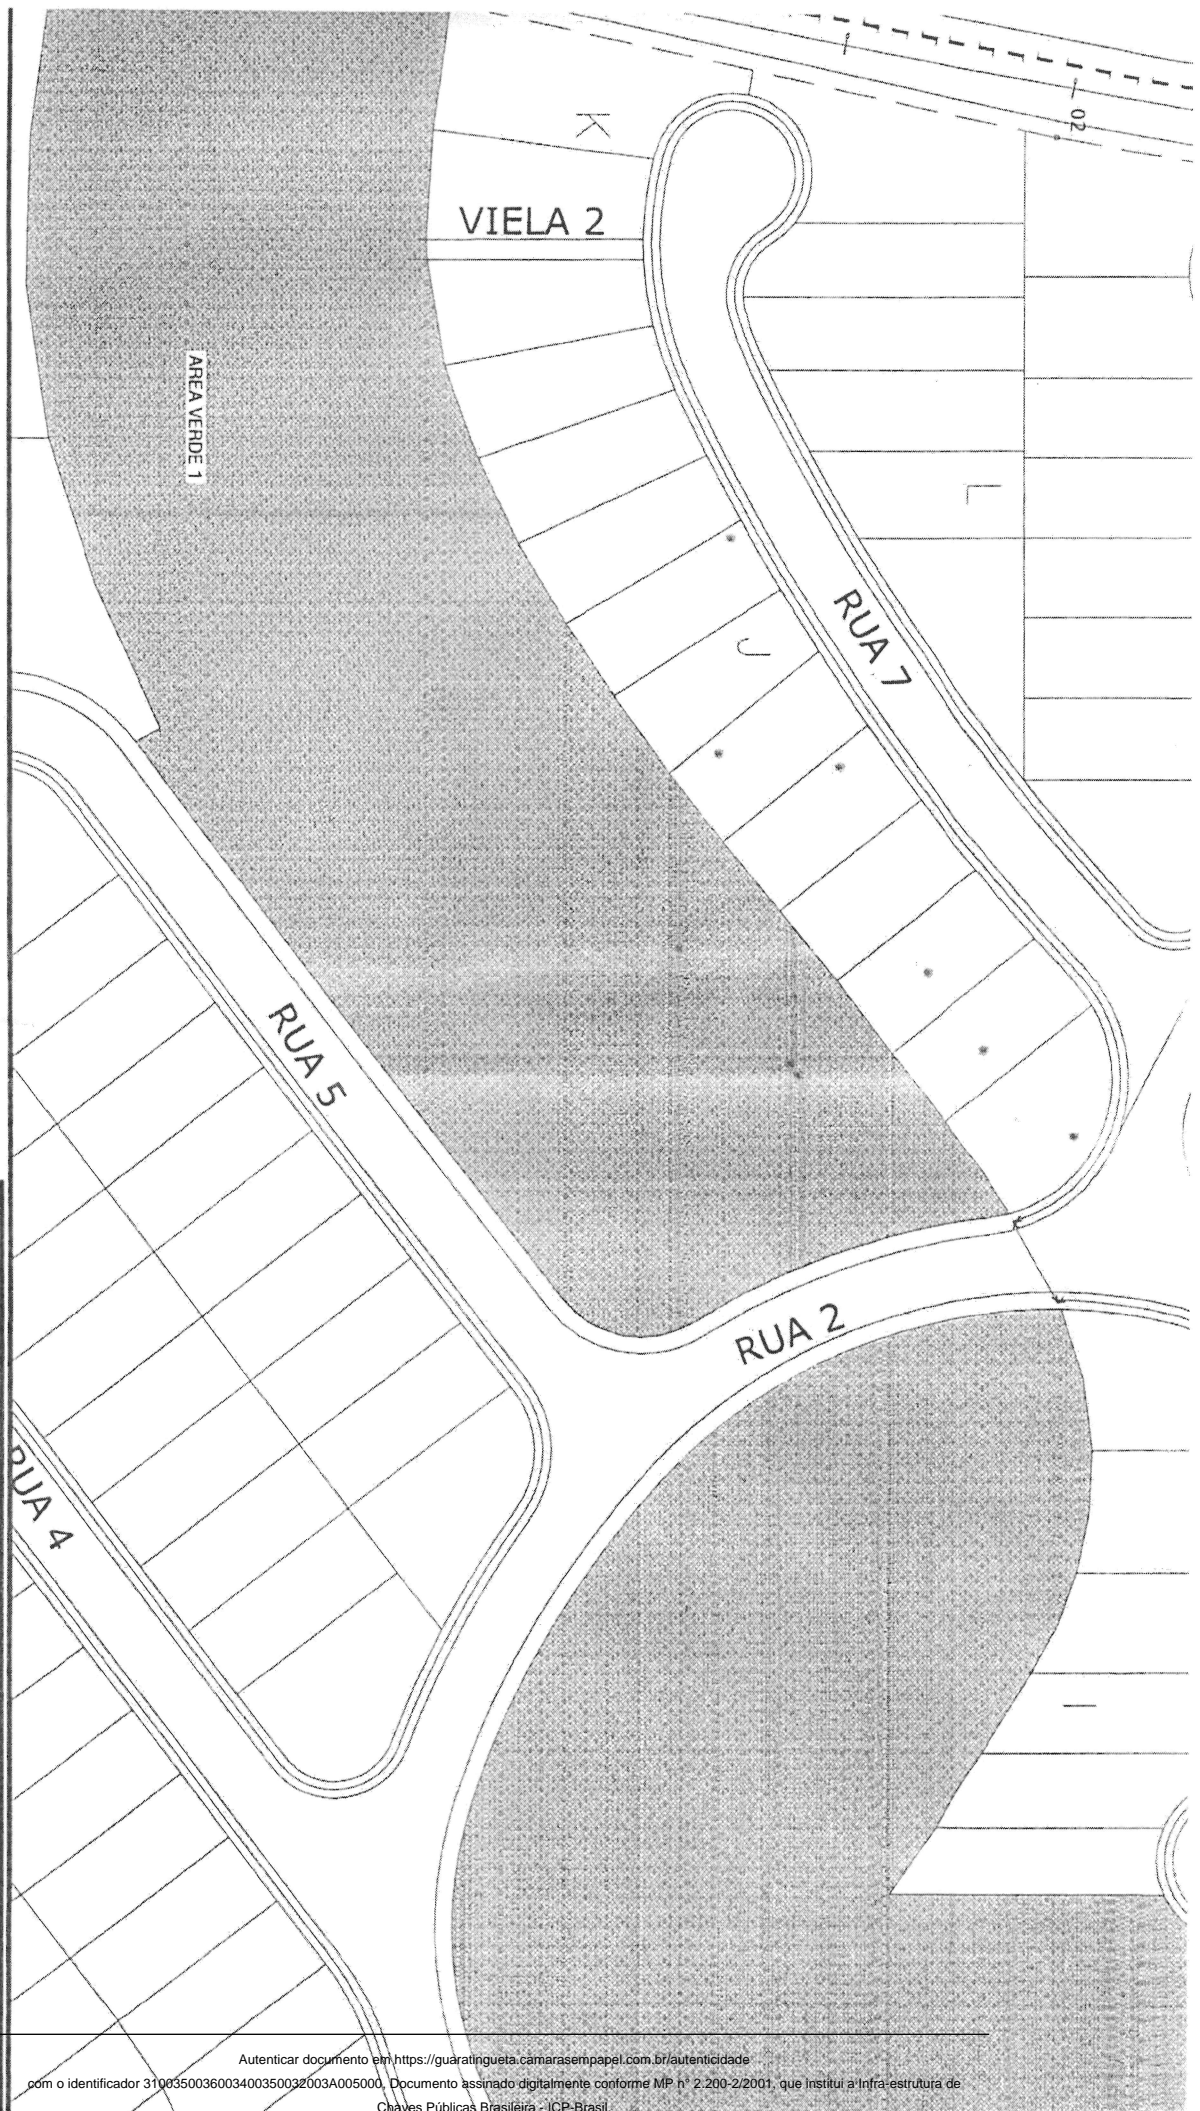 02
K
VIELA 2
AREA VERDE 1
L
RUA 7
J
RUA 5
RUA 2
RUA 4
I
Autenticar documento em https://guaratingueta.camarasempapel.com.br/autenticidade
com o identificador 3100350036003400350032003A005000, Documento assinado digitalmente conforme MP n° 2.200-2/2001, que institui a Infra-estrutura de
Chaves Públicas Brasileira - ICP-Brasil.